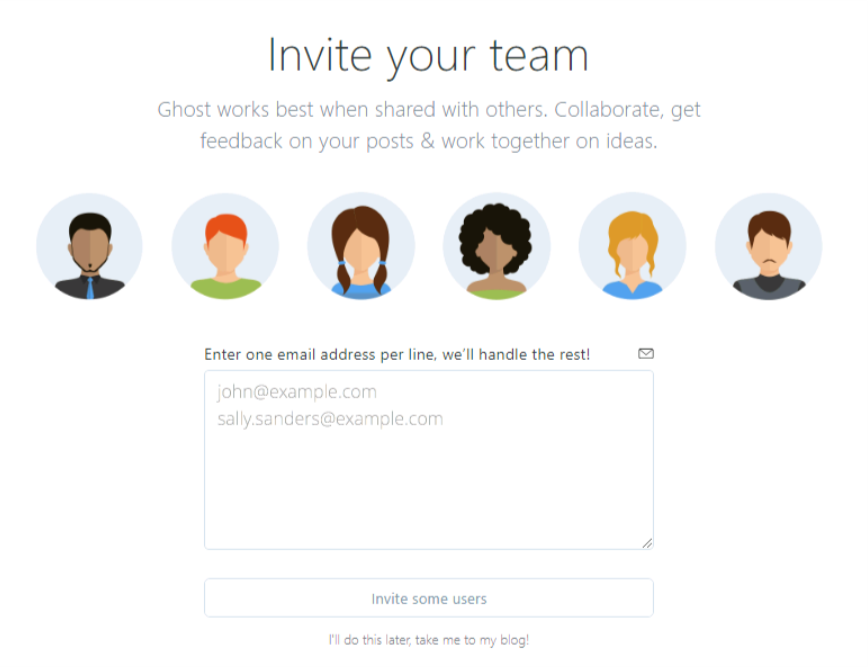 Invite your team
Ghost works best when shared with others. Collaborate, get
feedback on your posts & work together on ideas.
Enter one email address per line, we'll handle the rest!
john@example.com
sally.sanders@example.com
Invite some users
I'll do this later, take me to my blog!